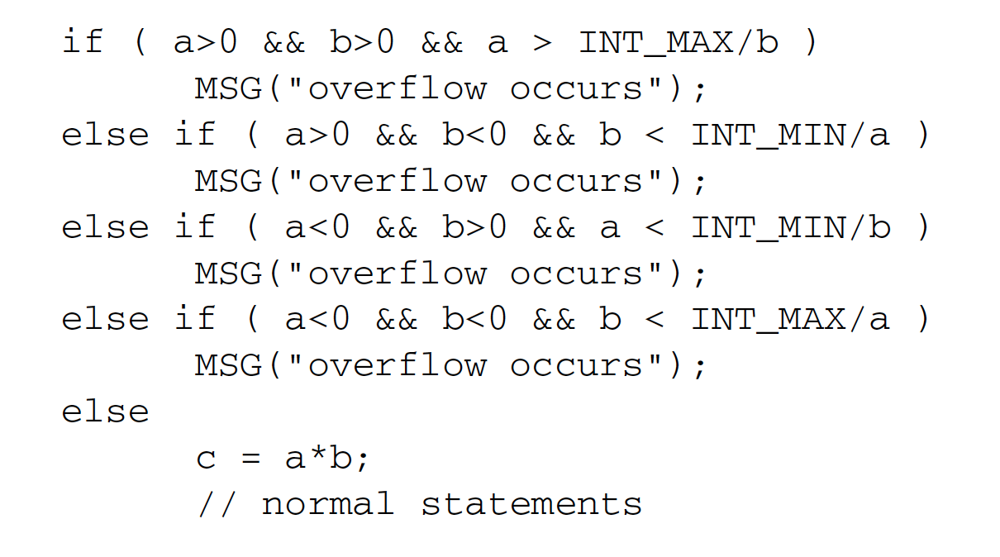 if ( a>0 && b>0 && a > INT_MAX/b )
MSG("overflow occurs");
else if ( a>0 && b<0 && b < INT_MIN/a )
MSG("overflow occurs");
else if ( a<0 && b>0 && a < INT_MIN/b )
MSG("overflow occurs");
else if ( a<0 && b<0 && b < INT_MAX/a )
MSG("overflow occurs");
else
c = a*b;
// normal statements